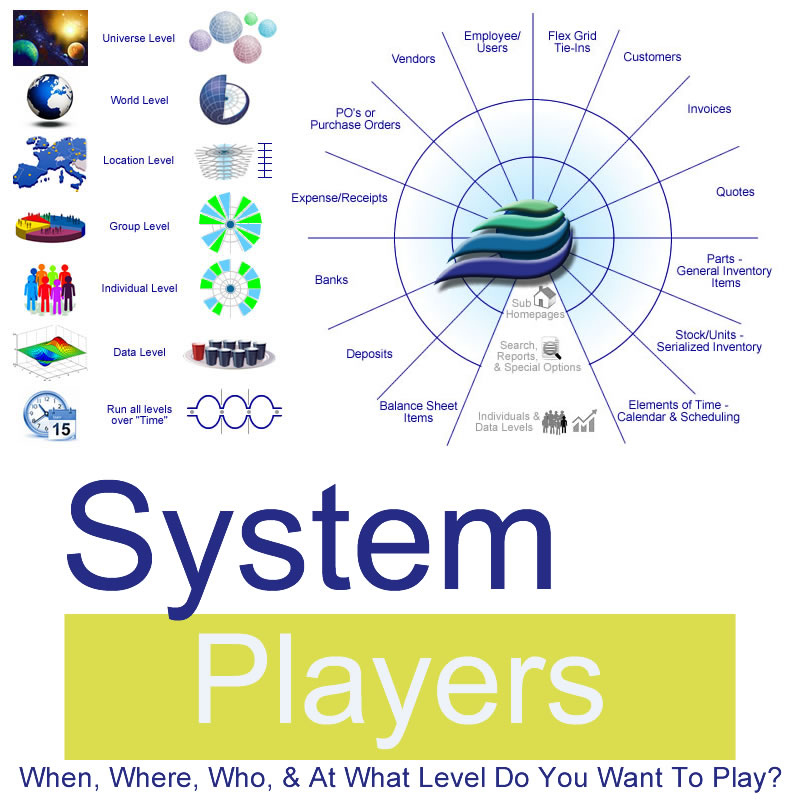 Universe Level
World Level
Location Level
Group Level
Individual Level
Data Level
Run all levels
over "Time"
15
Employee/
Users
Flex Grid
Tie-Ins
Vendors
Customers
PO's or
Purchase Orders
Invoices
Expense/Receipts
Quotes
Banks
Parts -
General Inventory
Items
Deposits
Stock/Units -
Serialized Inventory
Balance Sheet
Items
Elements of Time -
Calendar & Scheduling
Sub
Homepages
Search,
Reports,
& Special Options
Individuals &
Data Levels
System
Players
When, Where, Who, & At What Level Do You Want To Play?